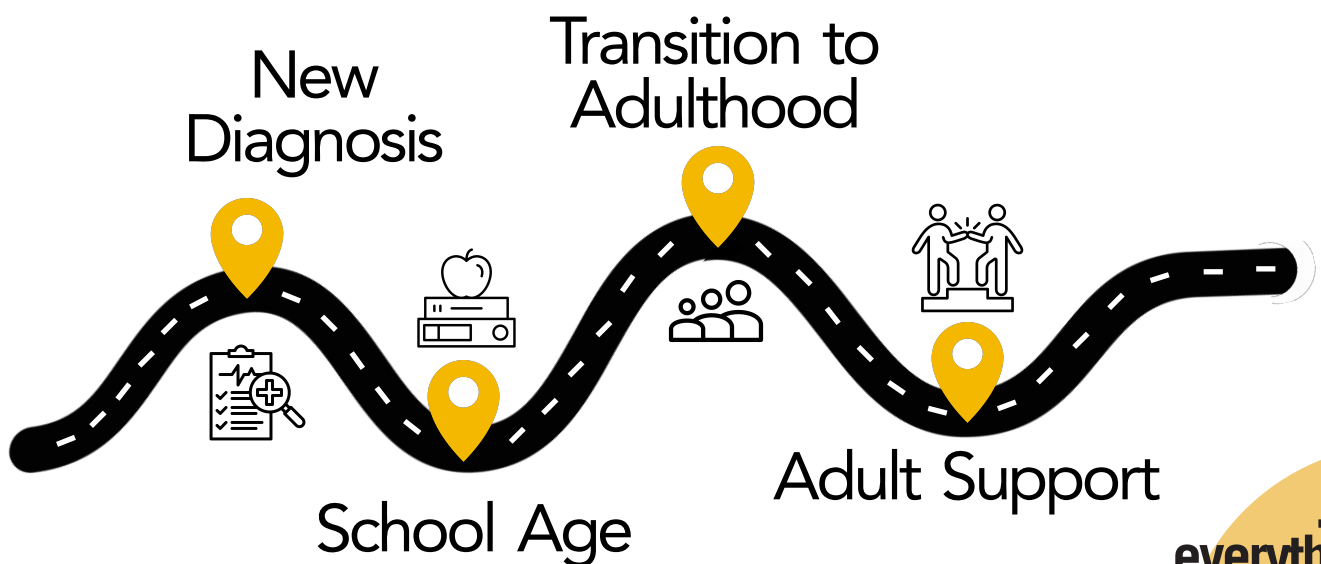 New
Diagnosis
School Age
Transition to
Adulthood
Adult Support